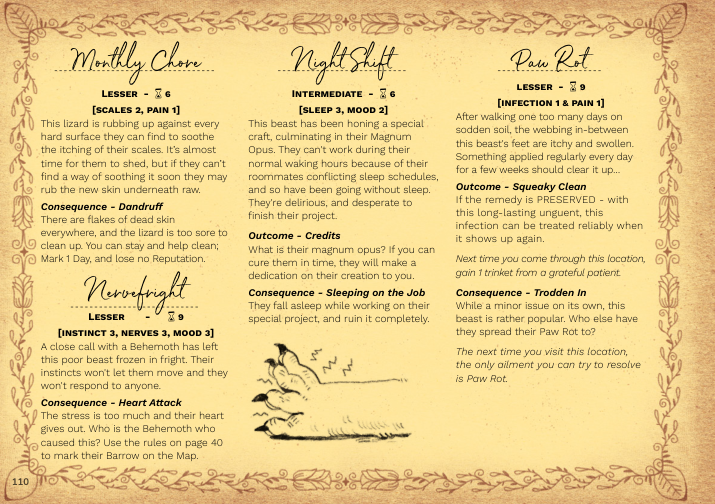 Monthly Chore
Lesser - ⌛ 6
[Scales 2, Pain 1]
This lizard is rubbing up against every
hard surface they can find to soothe
the itching of their scales. It's almost
time for them to shed, but if they can't
find a way of soothing it soon they may
rub the new skin underneath raw.
Consequence - Dandruff
There are flakes of dead skin
everywhere, and the lizard is too sore to
clean up. You can stay and help clean;
Mark 1 Day, and lose no Reputation.
Nervefright
Lesser - ⌛ 9
[Instinct 3, Nerves 3, Mood 3]
A close call with a Behemoth has left
this poor beast frozen in fright. Their
instincts won't let them move and they
won't respond to anyone.
Consequence - Heart Attack
The stress is too much and their heart
gives out. Who is the Behemoth who
caused this? Use the rules on page 40
to mark their Barrow on the Map.
Night Shift
Intermediate - ⌛ 6
[Sleep 3, Mood 2]
This beast has been honing a special
craft, culminating in their Magnum
Opus. They can't work during their
normal waking hours because of their
roommates conflicting sleep schedules,
and so have been going without sleep.
They're delirious, and desperate to
finish their project.
Outcome - Credits
What is their magnum opus? If you can
cure them in time, they will make a
dedication on their creation to you.
Consequence - Sleeping on the Job
They fall asleep while working on their
special project, and ruin it completely.
Paw Rot
Lesser - ⌛ 9
[Infection 1 & Pain 1]
After walking one too many days on
sodden soil, the webbing in-between
this beast's feet are itchy and swollen.
Something applied regularly every day
for a few weeks should clear it up...
Outcome - Squeaky Clean
If the remedy is PRESERVED - with
this long-lasting unguent, this
infection can be treated reliably when
it shows up again.
Next time you come through this location,
gain 1 trinket from a grateful patient.
Consequence - Trodden In
While a minor issue on its own, this
beast is rather popular. Who else have
they spread their Paw Rot to?
The next time you visit this location,
the only ailment you can try to resolve
is Paw Rot.
110